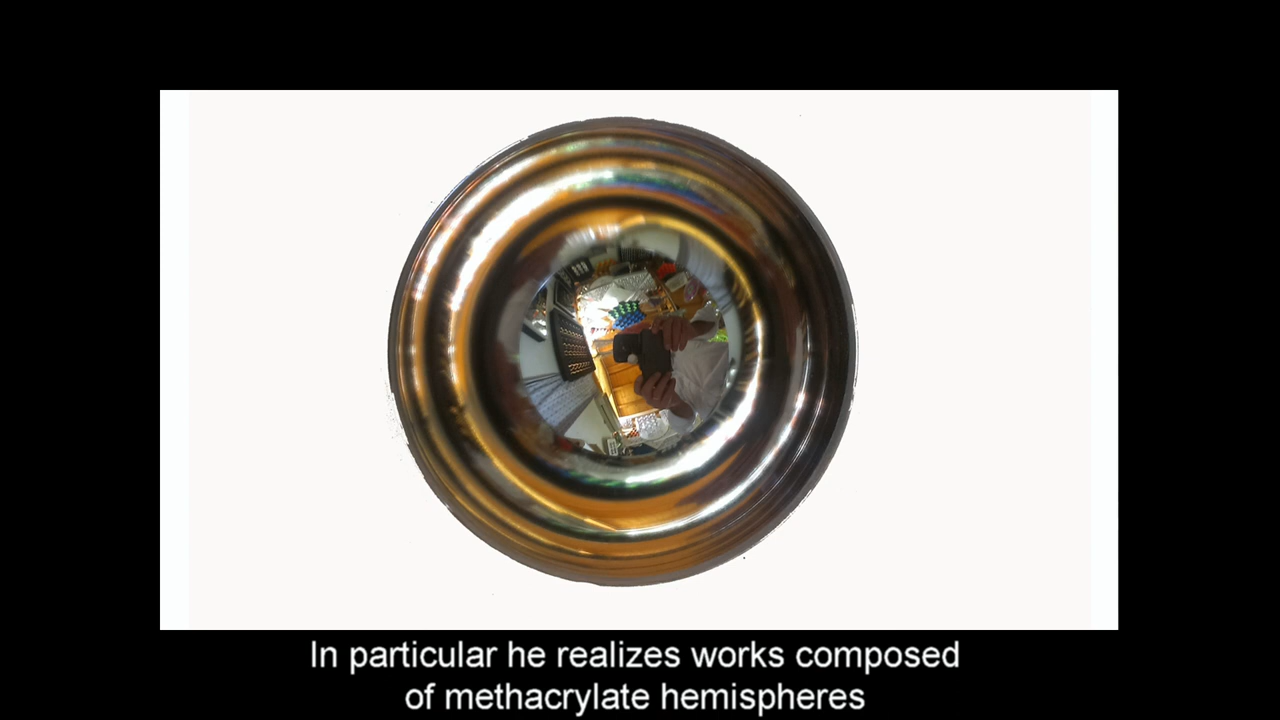 In particular he realizes works composed
of methacrylate hemispheres